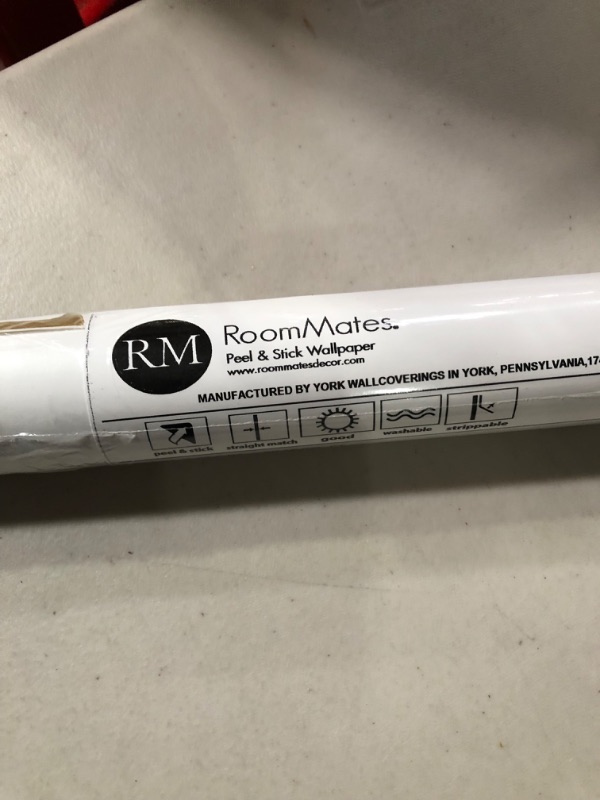 RM
RoomMates.
Peel & Stick Wallpaper
www.roommatesdecor.com
MANUFACTURED BY YORK WALLCOVERINGS IN YORK, PENNSYLVANIA,
peel & stick straight match good washable strippable